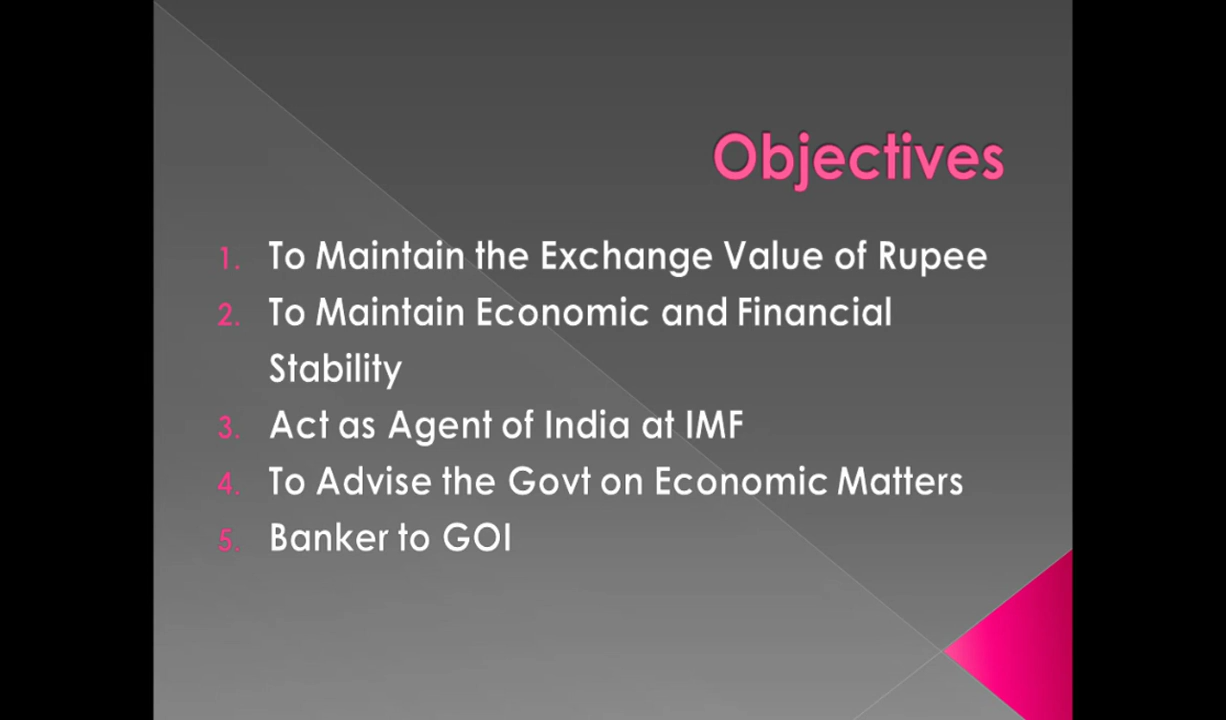 Objectives
1. To Maintain the Exchange Value of Rupee
2. To Maintain Economic and Financial
Stability
3. Act as Agent of India at IMF
4. To Advise the Govt on Economic Matters
5. Banker to GOI